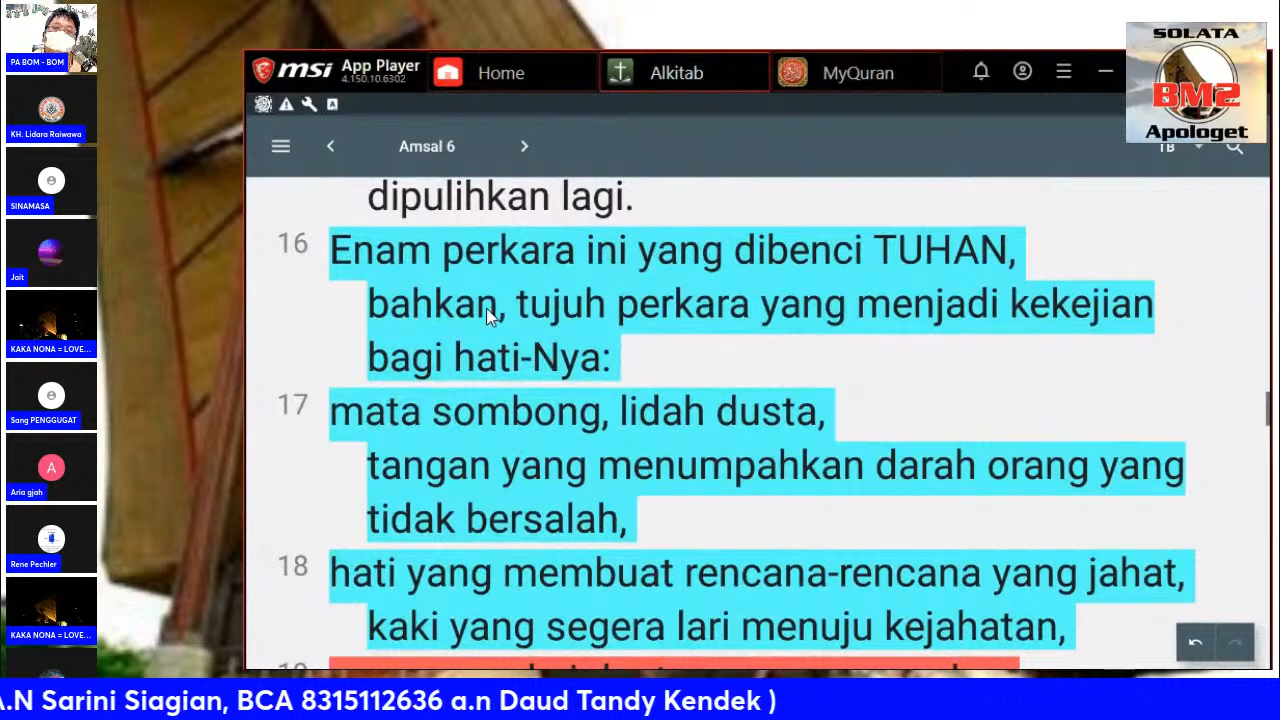 PA BOM - BOM
KH. Lidara Raiwawa
SINAMASA
Jait
KAKA NONA = LOVE...
Sang PENGGUGAT
A
Aria gjah
Rene Pechler
KAKA NONA = LOVE...
msi App Player
4.150.10.6302
Home
Alkitab
MyQuran
SOLATA
BM2
Apologet
Amsal 6
TB
dipulihkan lagi.
16 Enam perkara ini yang dibenci TUHAN,
bahkan, tujuh perkara yang menjadi kekejian
bagi hati-Nya:
17 mata sombong, lidah dusta,
tangan yang menumpahkan darah orang yang
tidak bersalah,
18 hati yang membuat rencana-rencana yang jahat,
kaki yang segera lari menuju kejahatan,
A.N Sarini Siagian, BCA 8315112636 a.n Daud Tandy Kendek )